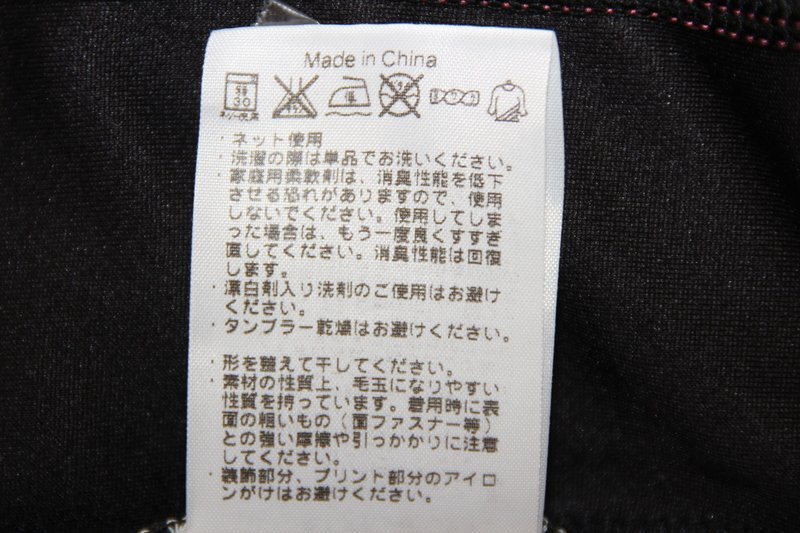 Made in China
弱
30
ネット使用
低
・ネット使用
・洗濯の際は単品でお洗いください。
・家庭用柔軟剤は、消臭性能を低下
させる恐れがありますので、使用
しないでください。使用してしま
った場合は、もう一度良くすすぎ
直してください。消臭性能は回復
します。
・漂白剤入り洗剤のご使用はお避け
ください。
・タンブラー乾燥はお避けください。
・形を整えて干してください。
・素材の性質上、毛玉になりやすい
性質を持っています。着用時に表
面の粗いもの（面ファスナー等）
との強い摩擦や引っかかりに注意
してください。
・装飾部分、プリント部分のアイロ
ンがけはお避けください。